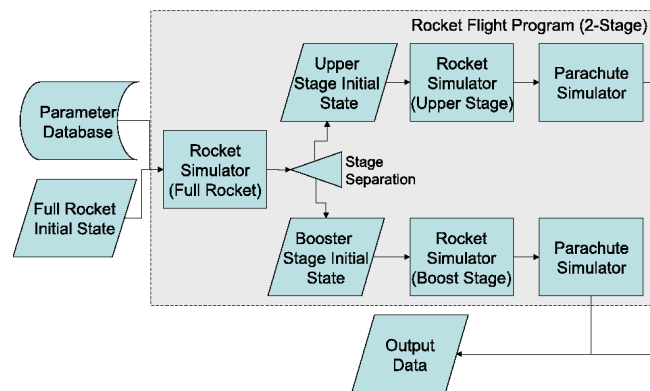 Rocket Flight Program (2-Stage)
Parameter
Database
Full Rocket
Initial State
Rocket
Simulator
(Full Rocket)
Stage
Separation
Upper
Stage Initial
State
Rocket
Simulator
(Upper Stage)
Parachute
Simulator
Booster
Stage Initial
State
Rocket
Simulator
(Boost Stage)
Parachute
Simulator
Output
Data